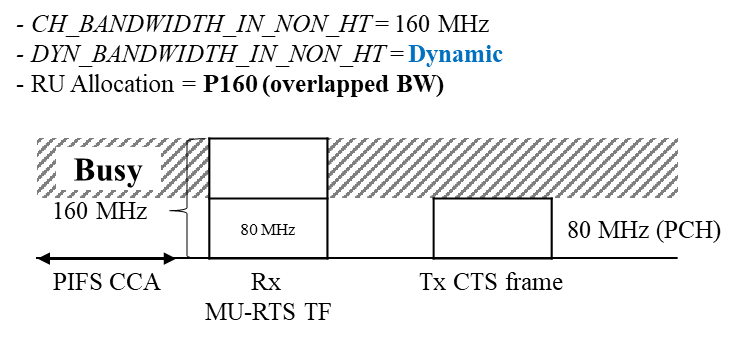 - CH_BANDWIDTH_IN_NON_HT= 160 MHz
- DYN_BANDWIDTH_IN_NON_HT= Dynamic
- RU Allocation = P160 (overlapped BW)
Busy
160 MHz
80 MHz
80 MHz (PCH)
PIFS CCA
Rx
MU-RTS TF
Tx CTS frame